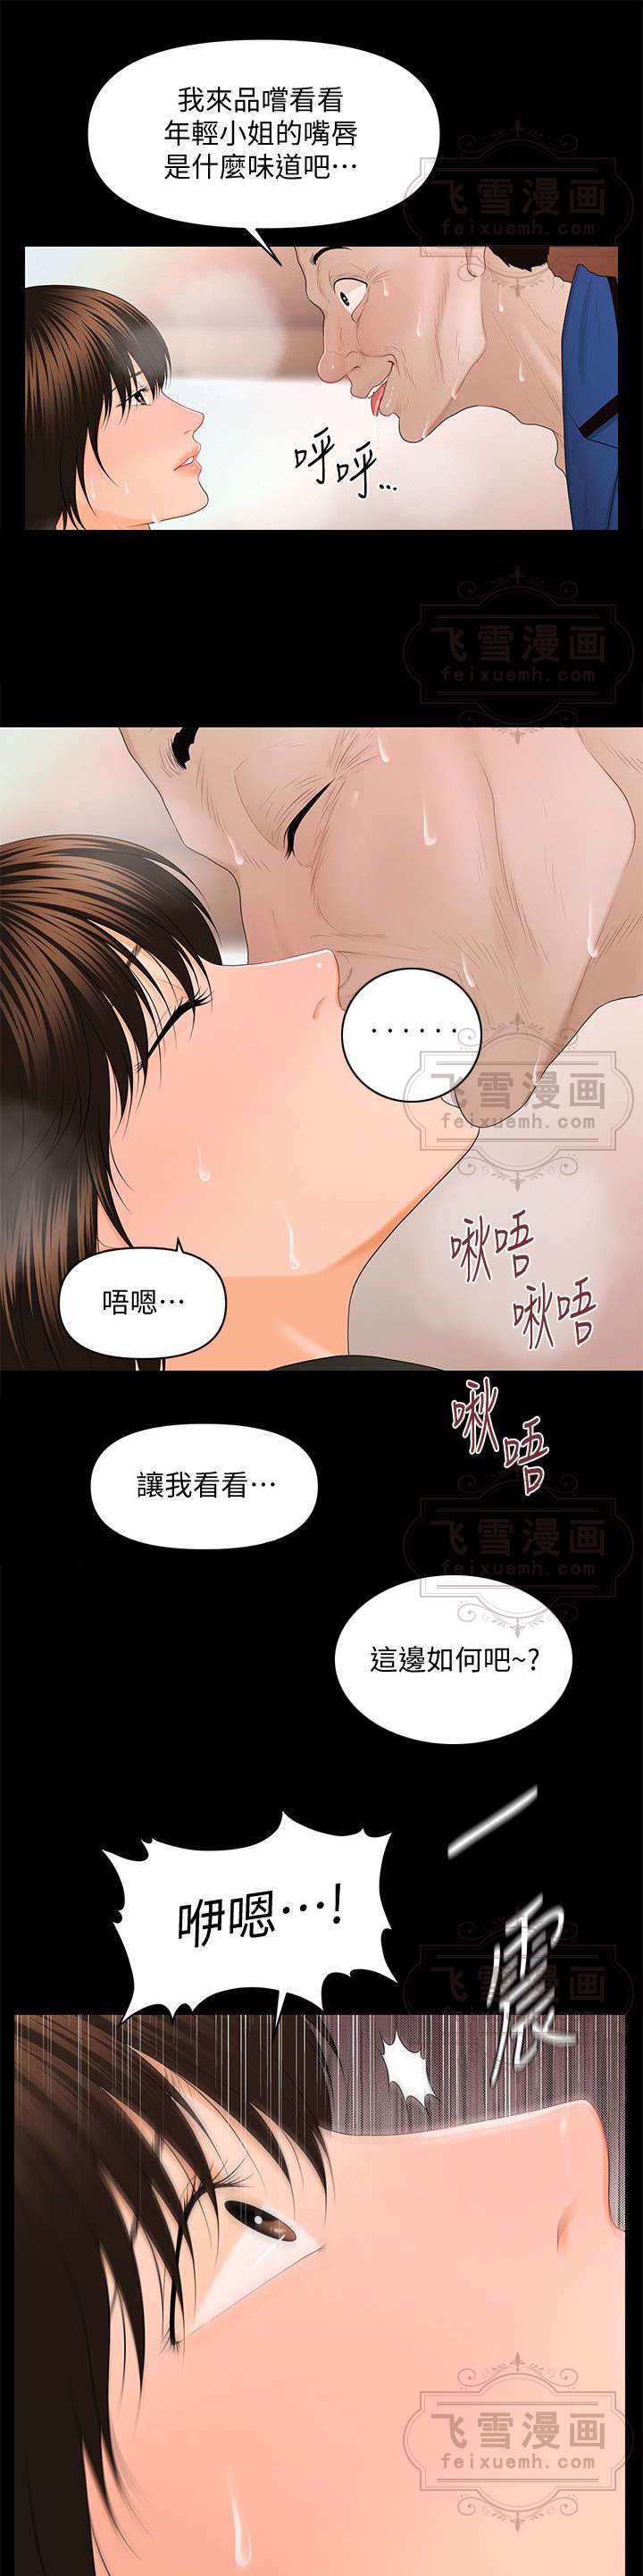 我來品嚐看看
年輕小姐的嘴唇
是什麼味道吧⋯
飞雪漫画
feixuemh.com
呼呼...
飞雪漫画
feixuemh.com
......
飞雪漫画
feixuemh.com
啾唔
啾唔
唔嗯⋯
啾唔
讓我看看⋯
飞雪漫画
feixuemh.com
這邊如何吧~?
咿嗯⋯!
震
飞雪漫画
feixuemh.com
飞雪漫画
feixuemh.com